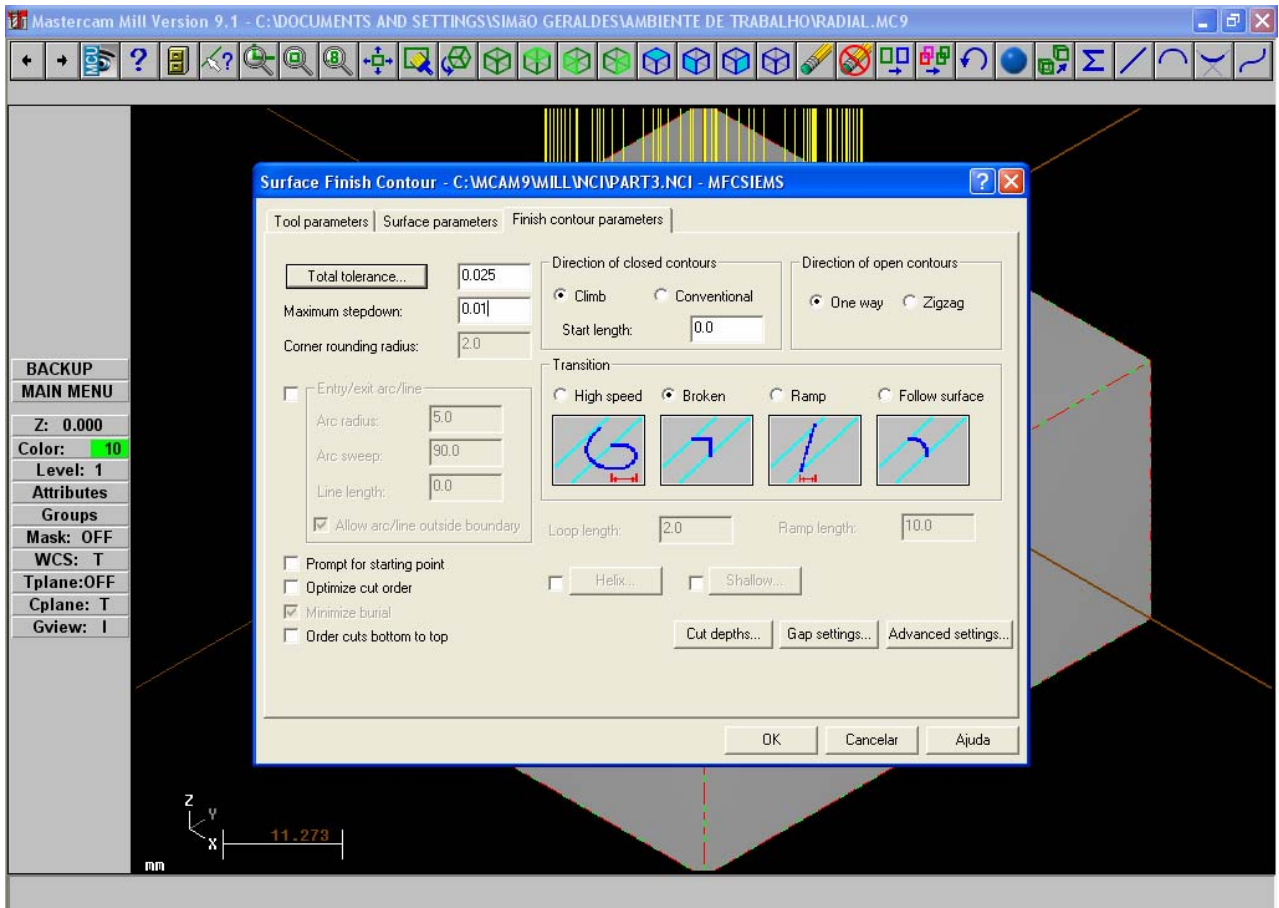 Mastercam Mill Version 9.1 - C:\DOCUMENTS AND SETTINGS\SIMãO GERALDES\AMBIENTE DE TRABALHO\RADIAL.MC9
MCU
Surface Finish Contour - C:\MCAM9\MILL\NCI\PART3.NCI - MFCSIEMS
Tool parameters Surface parameters Finish contour parameters
Total tolerance... 0.025
Maximum stepdown: 0.01
Corner rounding radius: 2.0
Entry/exit arc/line
Arc radius: 5.0
Arc sweep: 90.0
Line length: 0.0
Allow arc/line outside boundary
Prompt for starting point
Optimize cut order
Minimize burial
Order cuts bottom to top
Direction of closed contours
Climb Conventional
Start length: 0.0
Direction of open contours
One way Zigzag
Transition
High speed Broken Ramp Follow surface
Loop length: 2.0 Ramp length: 10.0
Helix... Shallow...
Cut depths... Gap settings... Advanced settings...
OK Cancelar Ajuda
BACKUP
MAIN MENU
Z: 0.000
Color: 10
Level: 1
Attributes
Groups
Mask: OFF
WCS: T
Tplane:OFF
Cplane: T
Gview: I
Z
Y
X
11.273
mm